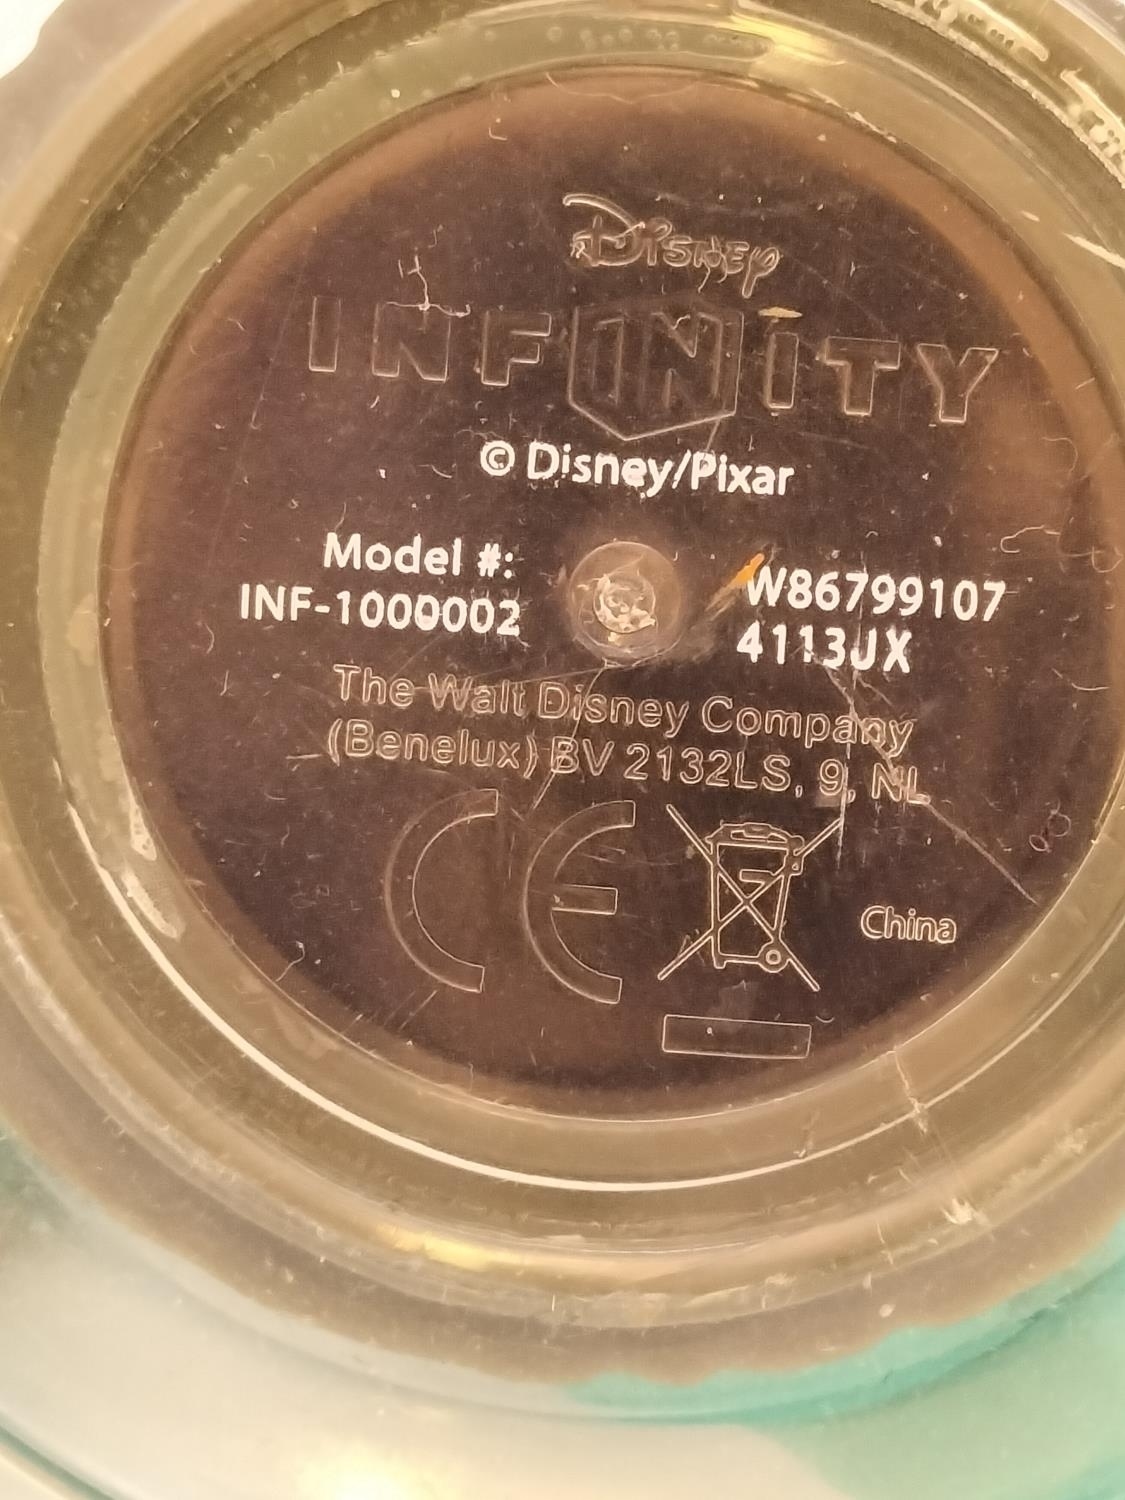 Disney
INFINITY
© Disney/Pixar
Model #:
INF-1000002
W86799107
4113JX
The Walt Disney Company
(Benelux) BV 2132LS, 9, NL
CE
China